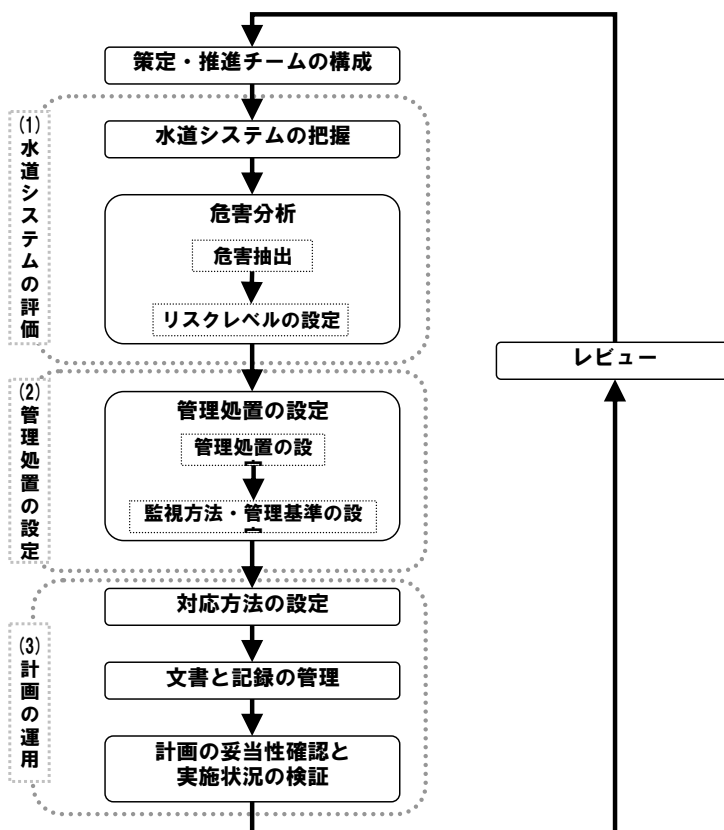 策定・推進チームの構成
(1)水道システムの評価
水道システムの把握
危害分析
危害抽出
リスクレベルの設定
レビュー
(2)管理処置の設定
管理処置の設定
管理処置の設
監視方法・管理基準の設
(3)計画の運用
対応方法の設定
文書と記録の管理
計画の妥当性確認と
実施状況の検証